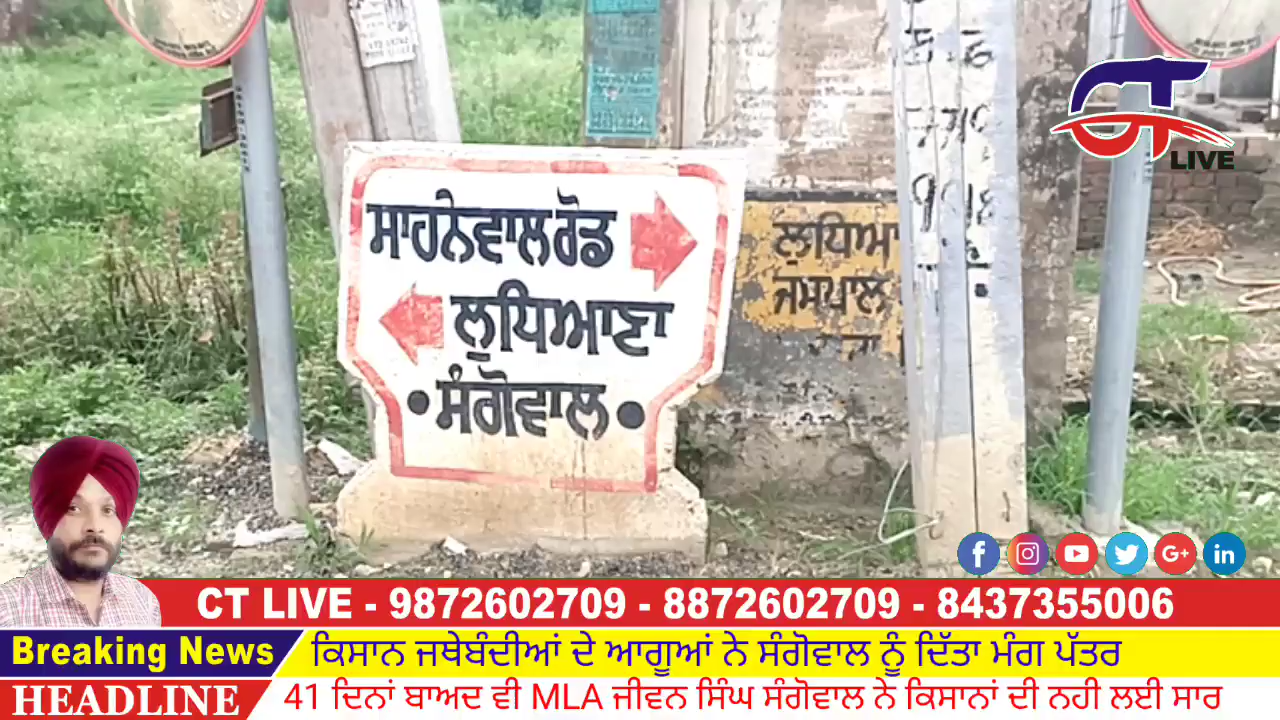 CT
LIVE
ਸਾਹਨੇਵਾਲ ਰੋਡ
ਲੁਧਿਆਣਾ
• ਸੰਗੋਵਾਲ •
ਲੁਧਿਆ
ਜਸਪਾਲ
CT LIVE - 9872602709 - 8872602709 - 8437355006
Breaking News
ਕਿਸਾਨ ਜਥੇਬੰਦੀਆਂ ਦੇ ਆਗੂਆਂ ਨੇ ਸੰਗੋਵਾਲ ਨੂੰ ਦਿੱਤਾ ਮੰਗ ਪੱਤਰ
HEADLINE
41 ਦਿਨਾਂ ਬਾਅਦ ਵੀ MLA ਜੀਵਨ ਸਿੰਘ ਸੰਗੋਵਾਲ ਨੇ ਕਿਸਾਨਾਂ ਦੀ ਨਹੀ ਲਈ ਸਾਰ